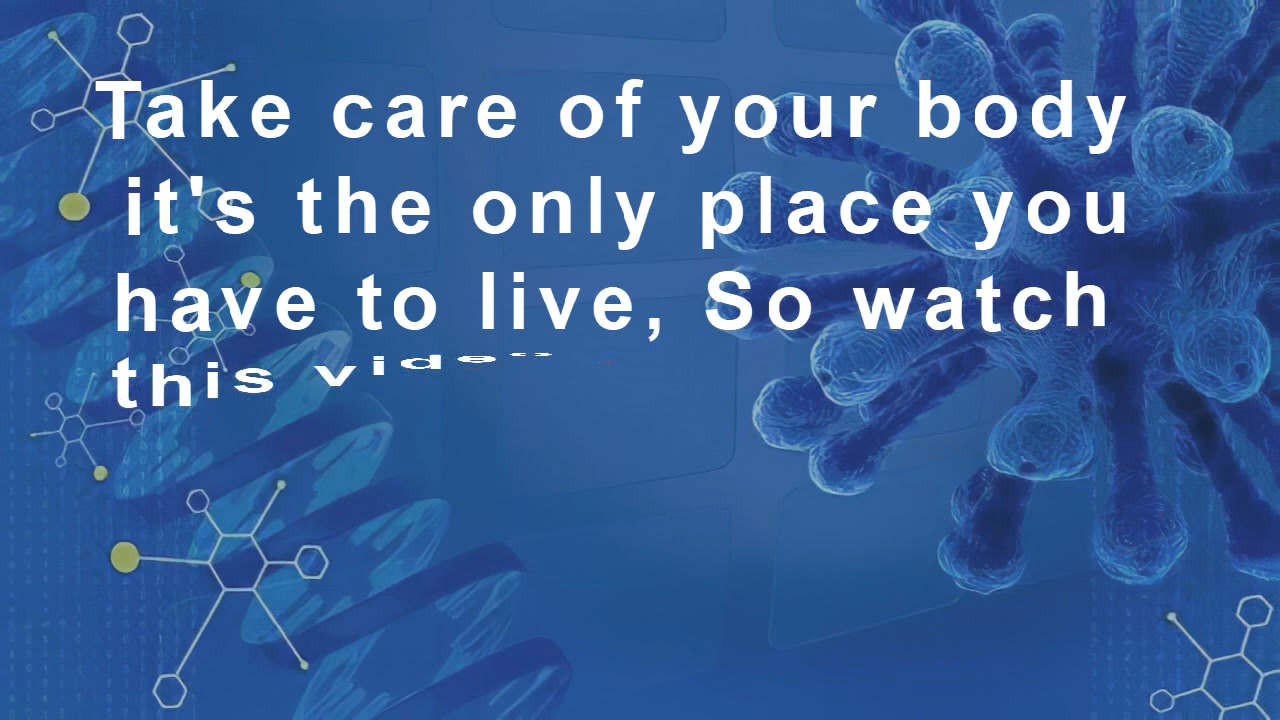 Take care of your body
it's the only place you
have to live, So watch
this video